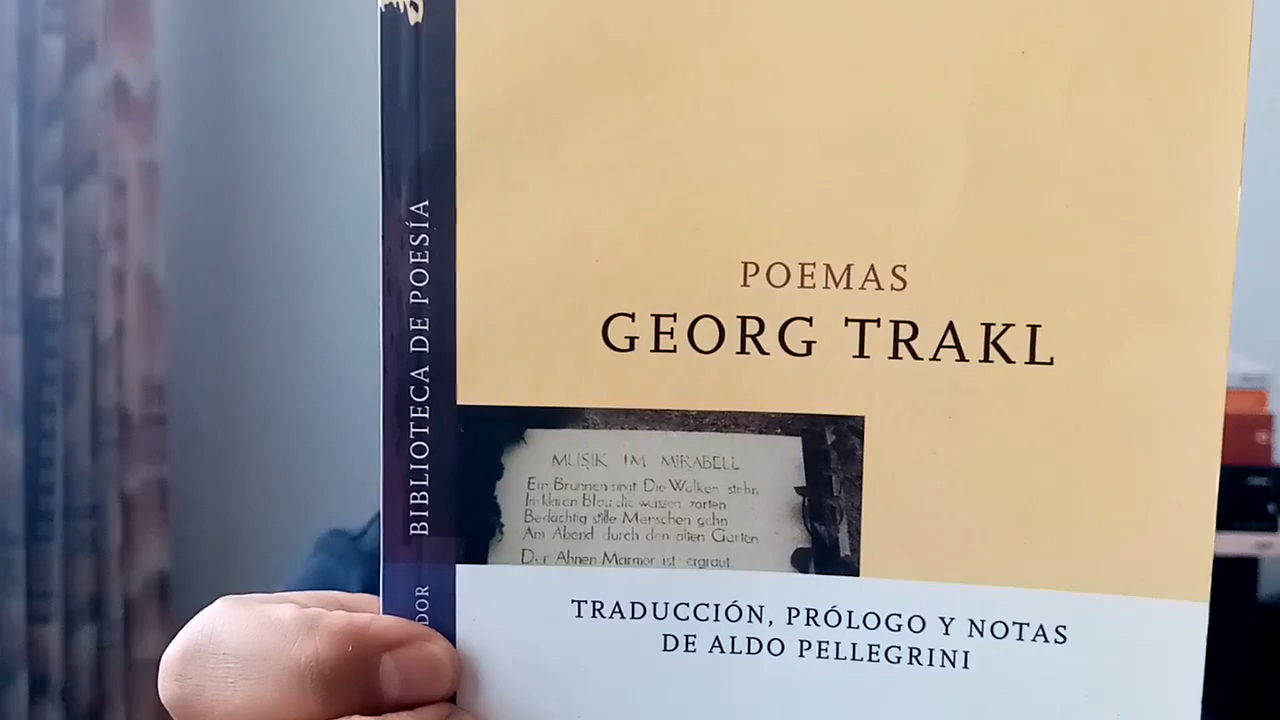 POEMAS
GEORG TRAKL
BIBLIOTECA DE POESÍA
DOR
MUSIK IM MIRABELL
Ein Brunnen singt Die Wolken stehn
Im klaren Blau die weissen zarten
Bedächtig stille Menschen gehn
Am Abend durch den alten Garten
Der Ahnen Marmor ist ergraut
TRADUCCIÓN, PRÓLOGO Y NOTAS
DE ALDO PELLEGRINI